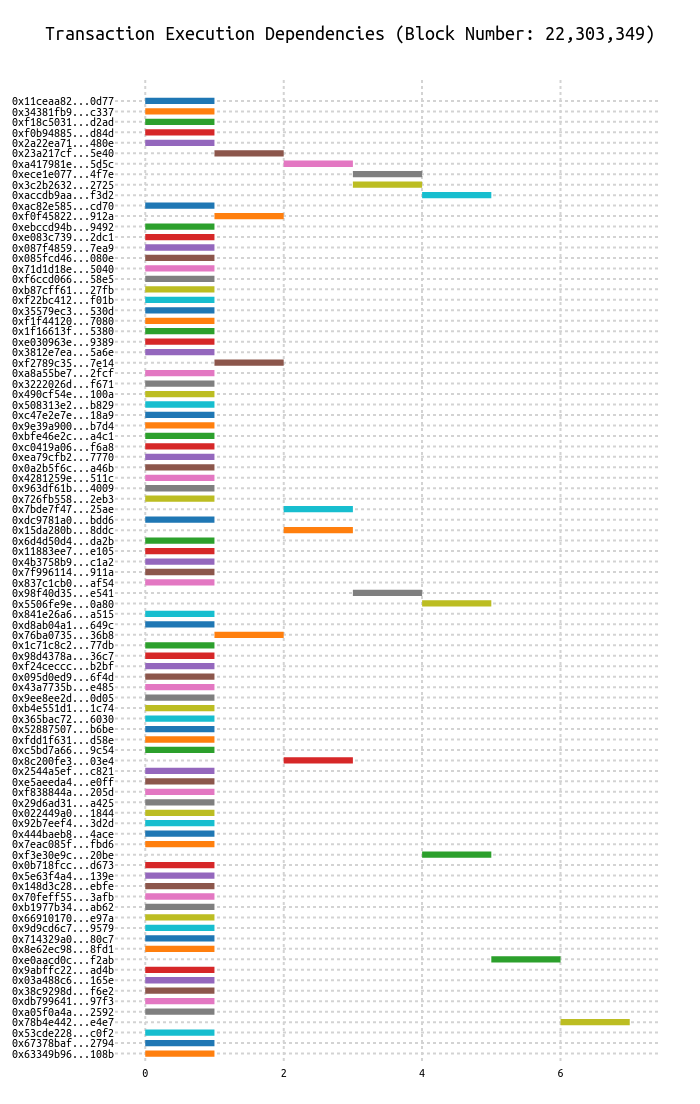 Transaction Execution Dependencies (Block Number: 22,303,349)
0x11ceaa82...0d77
0x34381fb9...c337
0xf18c5031...d2ad
0xf0b94885...d84d
0x2a22ea71...480e
0x23a217cf...5e40
0xa417981e...5d5c
0xece1e077...4f7e
0x3c2b2632...2725
0xaccdb9aa...f3d2
0xac82e585...cd70
0xf0f45822...912a
0xebccd94b...9492
0xe083c739...2dc1
0x087f4859...7ea9
0x085fcd46...080e
0x71d1d18e...5040
0xf6ccd066...58e5
0xb87cff61...27fb
0xf22bc412...f01b
0x35579ec3...530d
0xf1f44120...7080
0x1f16613f...5380
0xe030963e...9389
0x3812e7ea...5a6e
0xf2789c35...7e14
0xa8a55be7...2fcf
0x3222026d...f671
0x490cf54e...100a
0x508313e2...b829
0xc47e2e7e...18a9
0x9e39a900...b7d4
0xbfe46e2c...a4c1
0xc0419a06...f6a8
0xea79cfb2...7770
0x0a2b5f6c...a46b
0x4281259e...511c
0x963df61b...4009
0x726fb558...2eb3
0x7bde7f47...25ae
0xdc9781a0...bdd6
0x15da280b...8ddc
0x6d4d50d4...da2b
0x11883ee7...e105
0x4b3758b9...c1a2
0x7f996114...911a
0x837c1cb0...af54
0x98f40d35...e541
0x5506fe9e...0a80
0x841e26a6...a515
0xd8ab04a1...649c
0x76ba0735...36b8
0x1c71c8c2...77db
0x98d4378a...36c7
0xf24ceccc...b2bf
0x095d0ed9...6f4d
0x43a7735b...e485
0x9ee8ee2d...0d05
0xb4e551d1...1c74
0x365bac72...6030
0x52887507...b6be
0xfdd1f631...d58e
0xc5bd7a66...9c54
0x8c200fe3...03e4
0x2544a5ef...c821
0xe5aeeda4...e0ff
0xf838844a...205d
0x29d6ad31...a425
0x022449a0...1844
0x92b7eef4...3d2d
0x444baeb8...4ace
0x7eac085f...fbd6
0xf3e30e9c...20be
0x0b718fcc...d673
0x5e63f4a4...139e
0x148d3c28...ebfe
0x70feff55...3afb
0xb1977b34...ab62
0x66910170...e97a
0x9d9cd6c7...9579
0x714329a0...80c7
0x8e62ec98...8fd1
0xe0aacd0c...f2ab
0x9abffc22...ad4b
0x03a488c6...165e
0x38c9298d...f6e2
0xdb799641...97f3
0xa05f0a4a...2592
0x78b4e442...e4e7
0x53cde228...c0f2
0x67378baf...2794
0x63349b96...108b
0 2 4 6